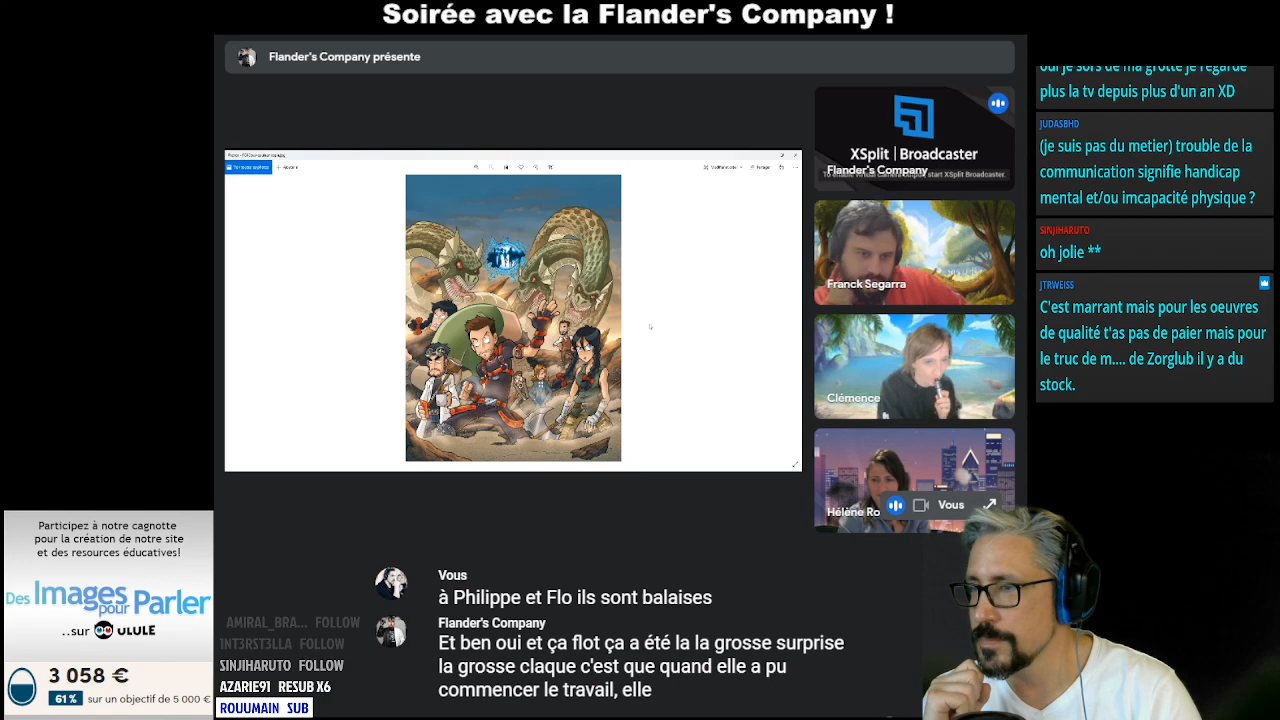 Soirée avec la Flander's Company !
Flander's Company présente
XSplit | Broadcaster
start XSplit Broadcaster.
Flander's Company
Franck Segarra
Clémence
Hélène Ro
Vous
oui je sors de ma grotte je regarde
plus la tv depuis plus d'un an XD
JUDASBHD
(je suis pas du metier) trouble de la
communication signifie handicap
mental et/ou imcapacité physique ?
SINJIHARUTO
oh jolie **
JTRWEISS
C'est marrant mais pour les oeuvres
de qualité t'as pas de paier mais pour
le truc de m.... de Zorglub il y a du
stock.
Participez à notre cagnotte
pour la création de notre site
et des resources éducatives!
Des Images pour Parler
..sur ULULE
3 058 €
61 % sur un objectif de 5 000 €
AMIRAL_BRA... FOLLOW
1NT3RST3LLA FOLLOW
SINJIHARUTO FOLLOW
AZARIE91 RESUB X6
ROUUMAIN SUB
Vous
à Philippe et Flo ils sont balaises
Flander's Company
Et ben oui et ça flot ça a été la la grosse surprise
la grosse claque c'est que quand elle a pu
commencer le travail, elle